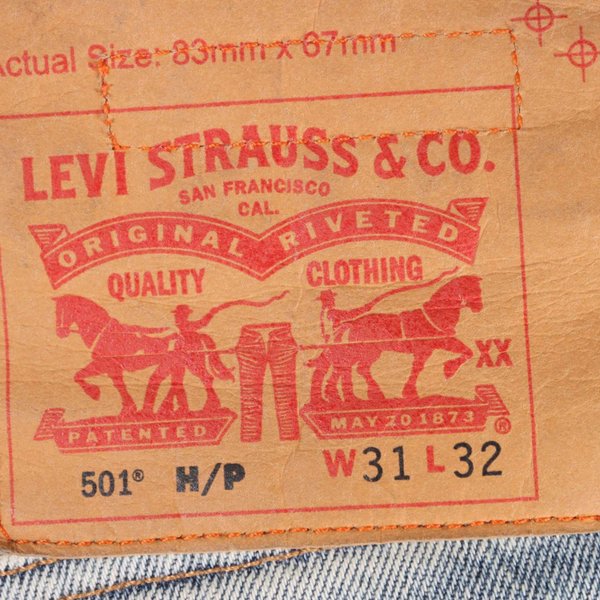 Actual Size: 83mm x 67mm
LEVI STRAUSS & CO.
SAN FRANCISCO
CAL.
ORIGINAL RIVETED
QUALITY CLOTHING
XX
PATENTED MAY 20 1873 ®
501® H/P W31 L32